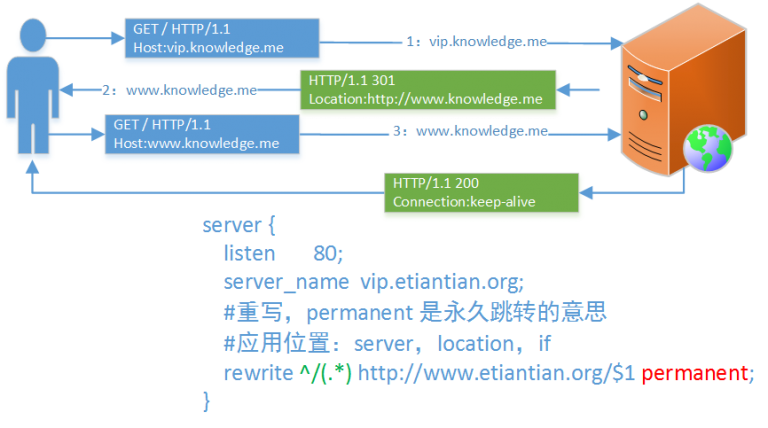 GET / HTTP/1.1
Host:vip.knowledge.me
1：vip.knowledge.me
HTTP/1.1 301
Location:http://www.knowledge.me
2：www.knowledge.me
GET / HTTP/1.1
Host:www.knowledge.me
3：www.knowledge.me
HTTP/1.1 200
Connection:keep-alive
server {
listen 80;
server_name vip.etiantian.org;
#重写，permanent 是永久跳转的意思
#应用位置：server，location，if
rewrite ^/(.*) http://www.etiantian.org/$1 permanent;
}